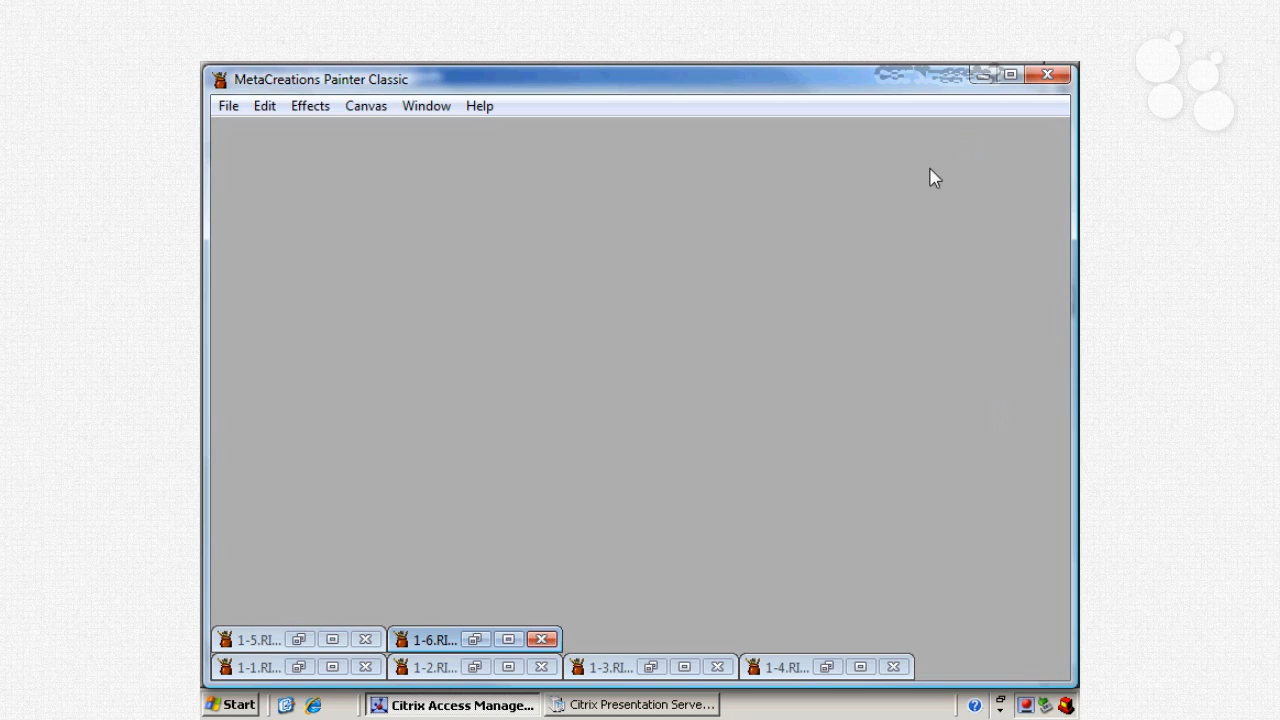 MetaCreations Painter Classic
File Edit Effects Canvas Window Help
1-5.RI... 1-6.RI...
1-1.RI... 1-2.RI... 1-3.RI... 1-4.RI...
Start Citrix Access Manage... Citrix Presentation Serve...